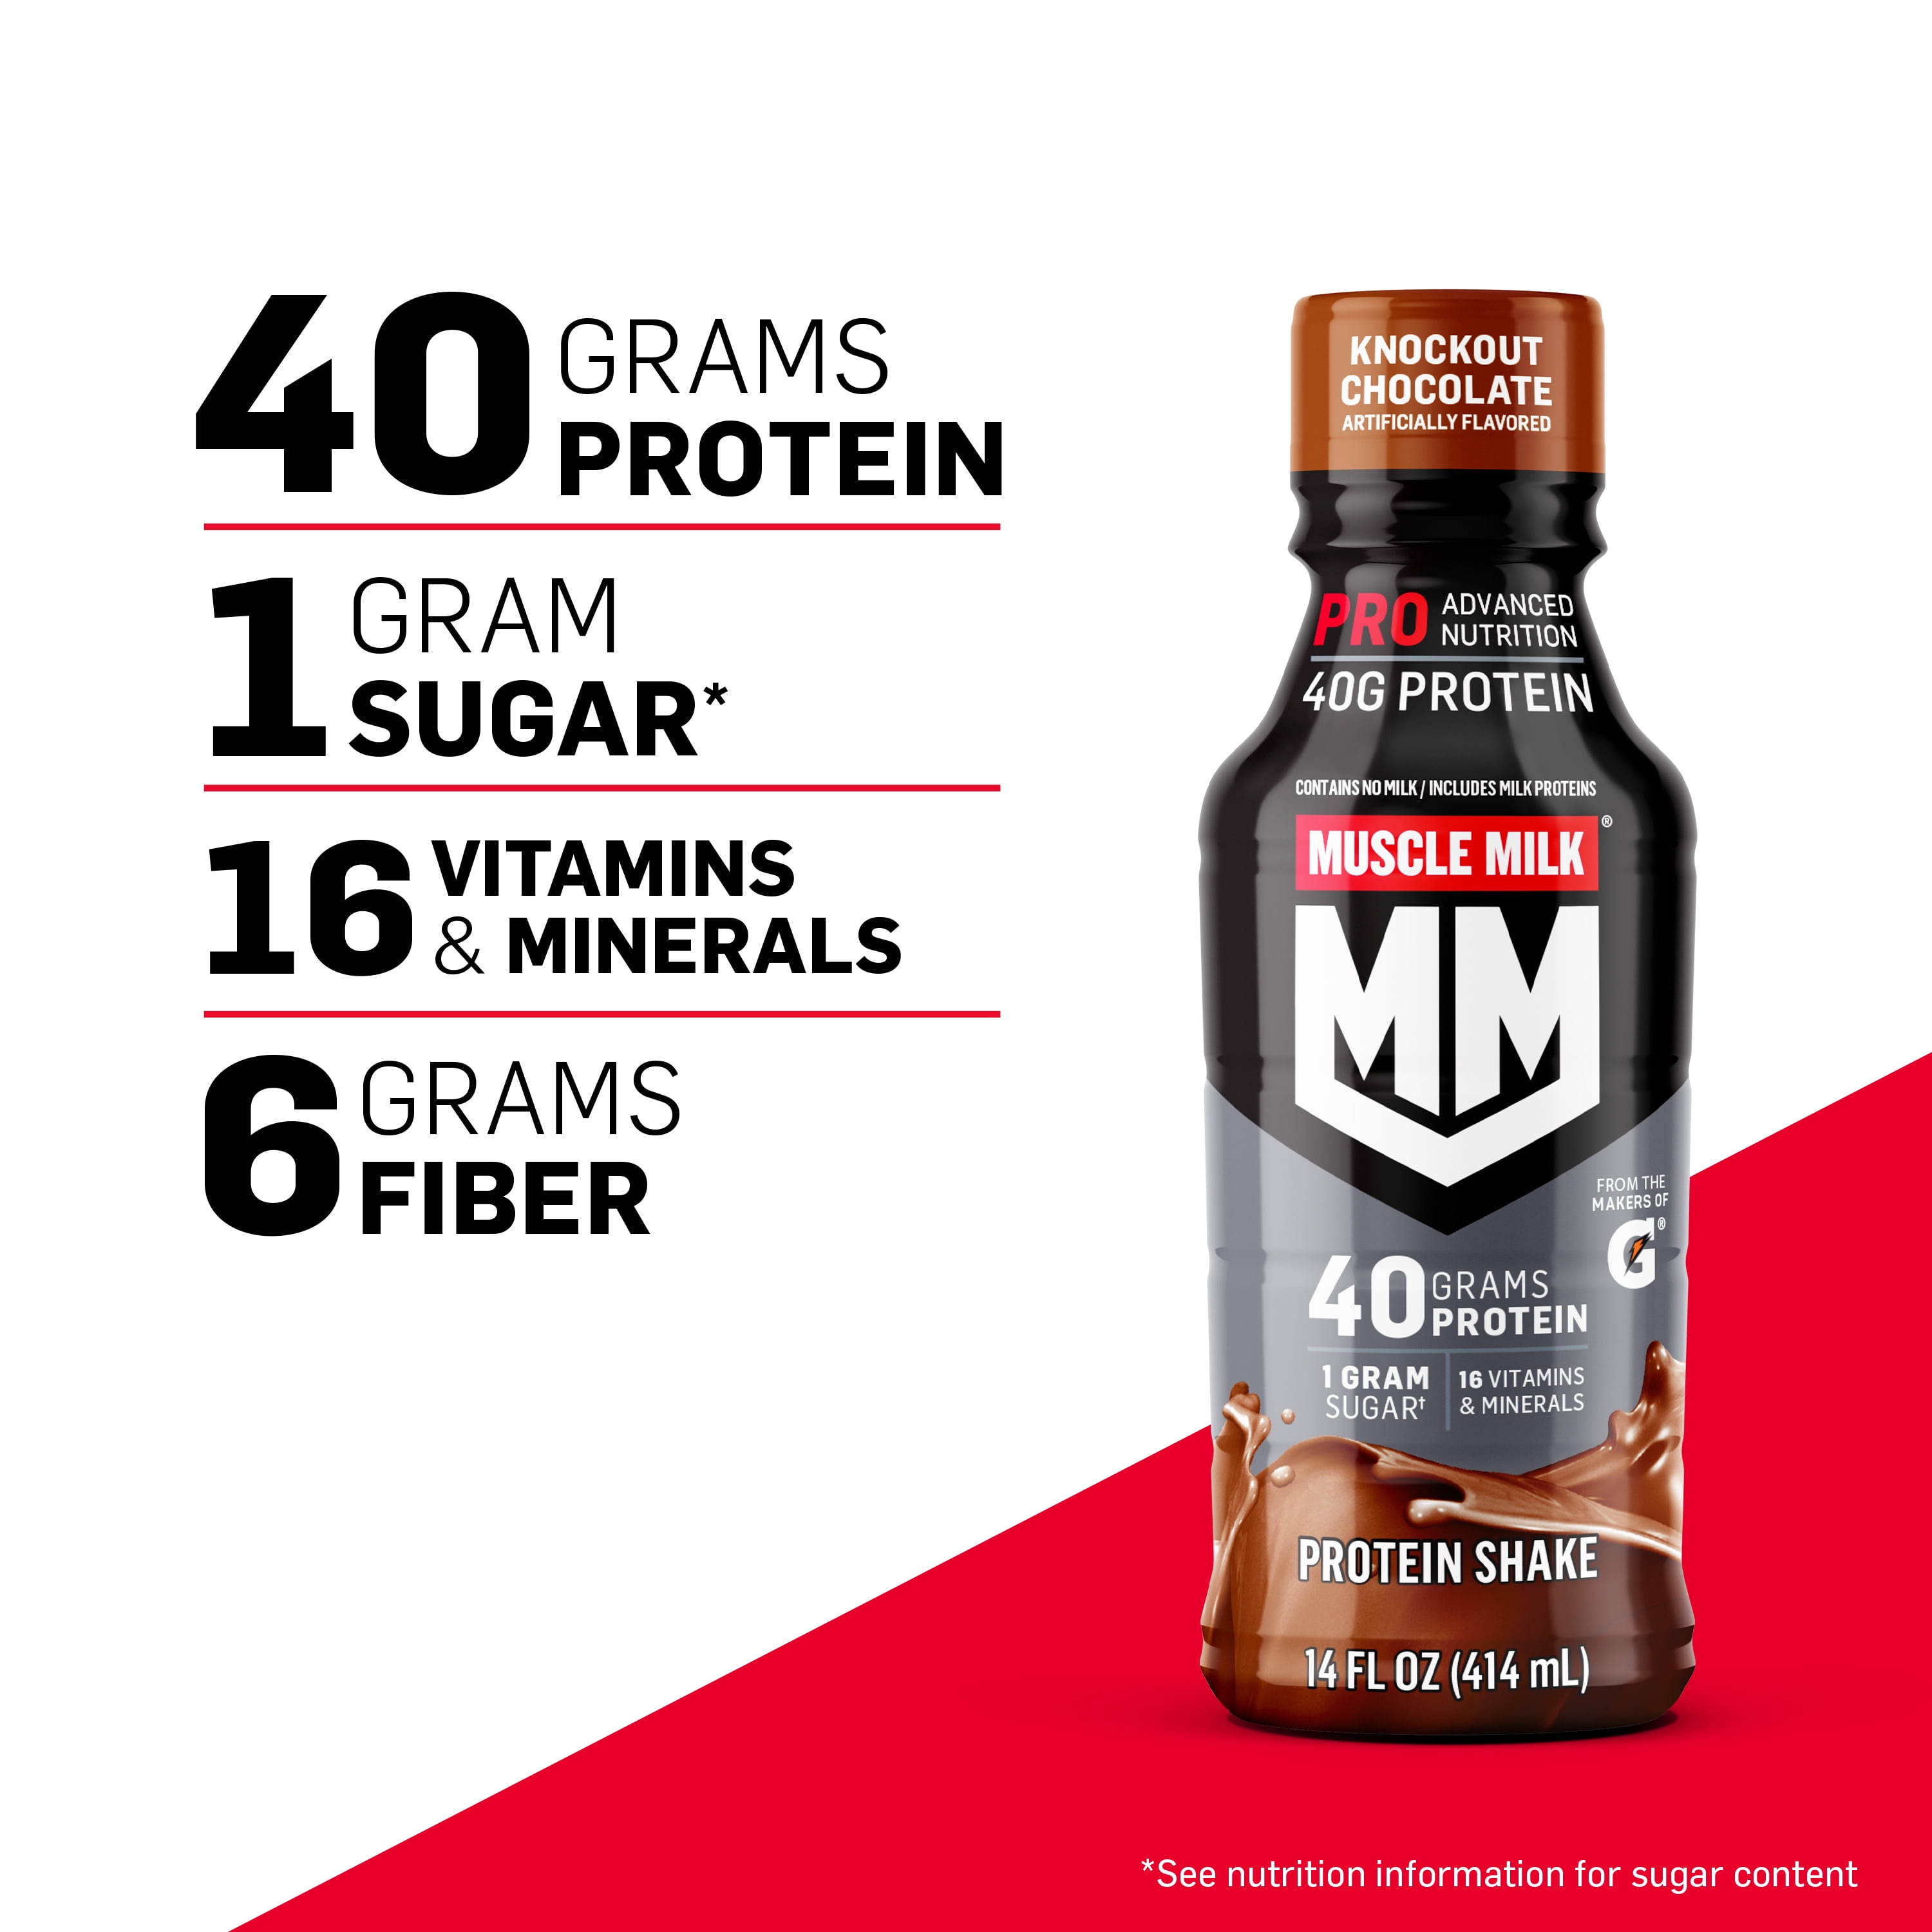 40 GRAMS
PROTEIN
1 GRAM
SUGAR*
16 VITAMINS
& MINERALS
6 GRAMS
FIBER
KNOCKOUT
CHOCOLATE
ARTIFICIALLY FLAVORED
PRO ADVANCED
NUTRITION
40G PROTEIN
CONTAINS NO MILK / INCLUDES MILK PROTEINS
MUSCLE MILK®
MM
FROM THE
MAKERS OF
G®
40 GRAMS
PROTEIN
1 GRAM
SUGAR†
16 VITAMINS
& MINERALS
PROTEIN SHAKE
14 FL OZ (414 mL)
*See nutrition information for sugar content